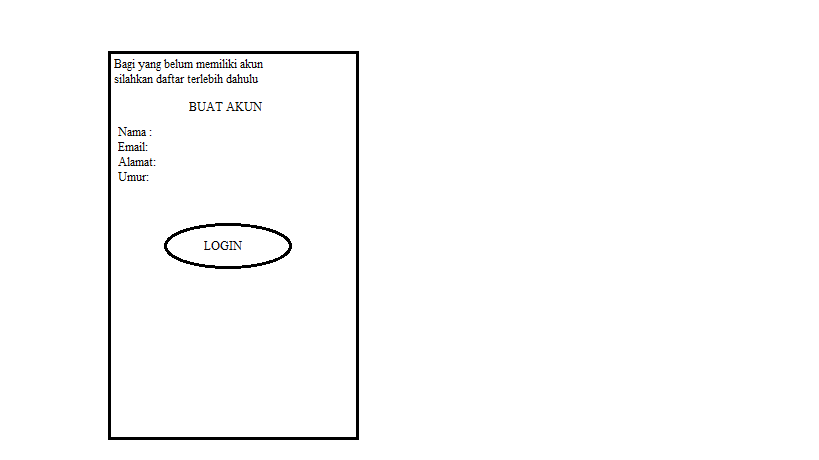 Bagi yang belum memiliki akun
silahkan daftar terlebih dahulu
BUAT AKUN
Nama :
Email:
Alamat:
Umur:
LOGIN